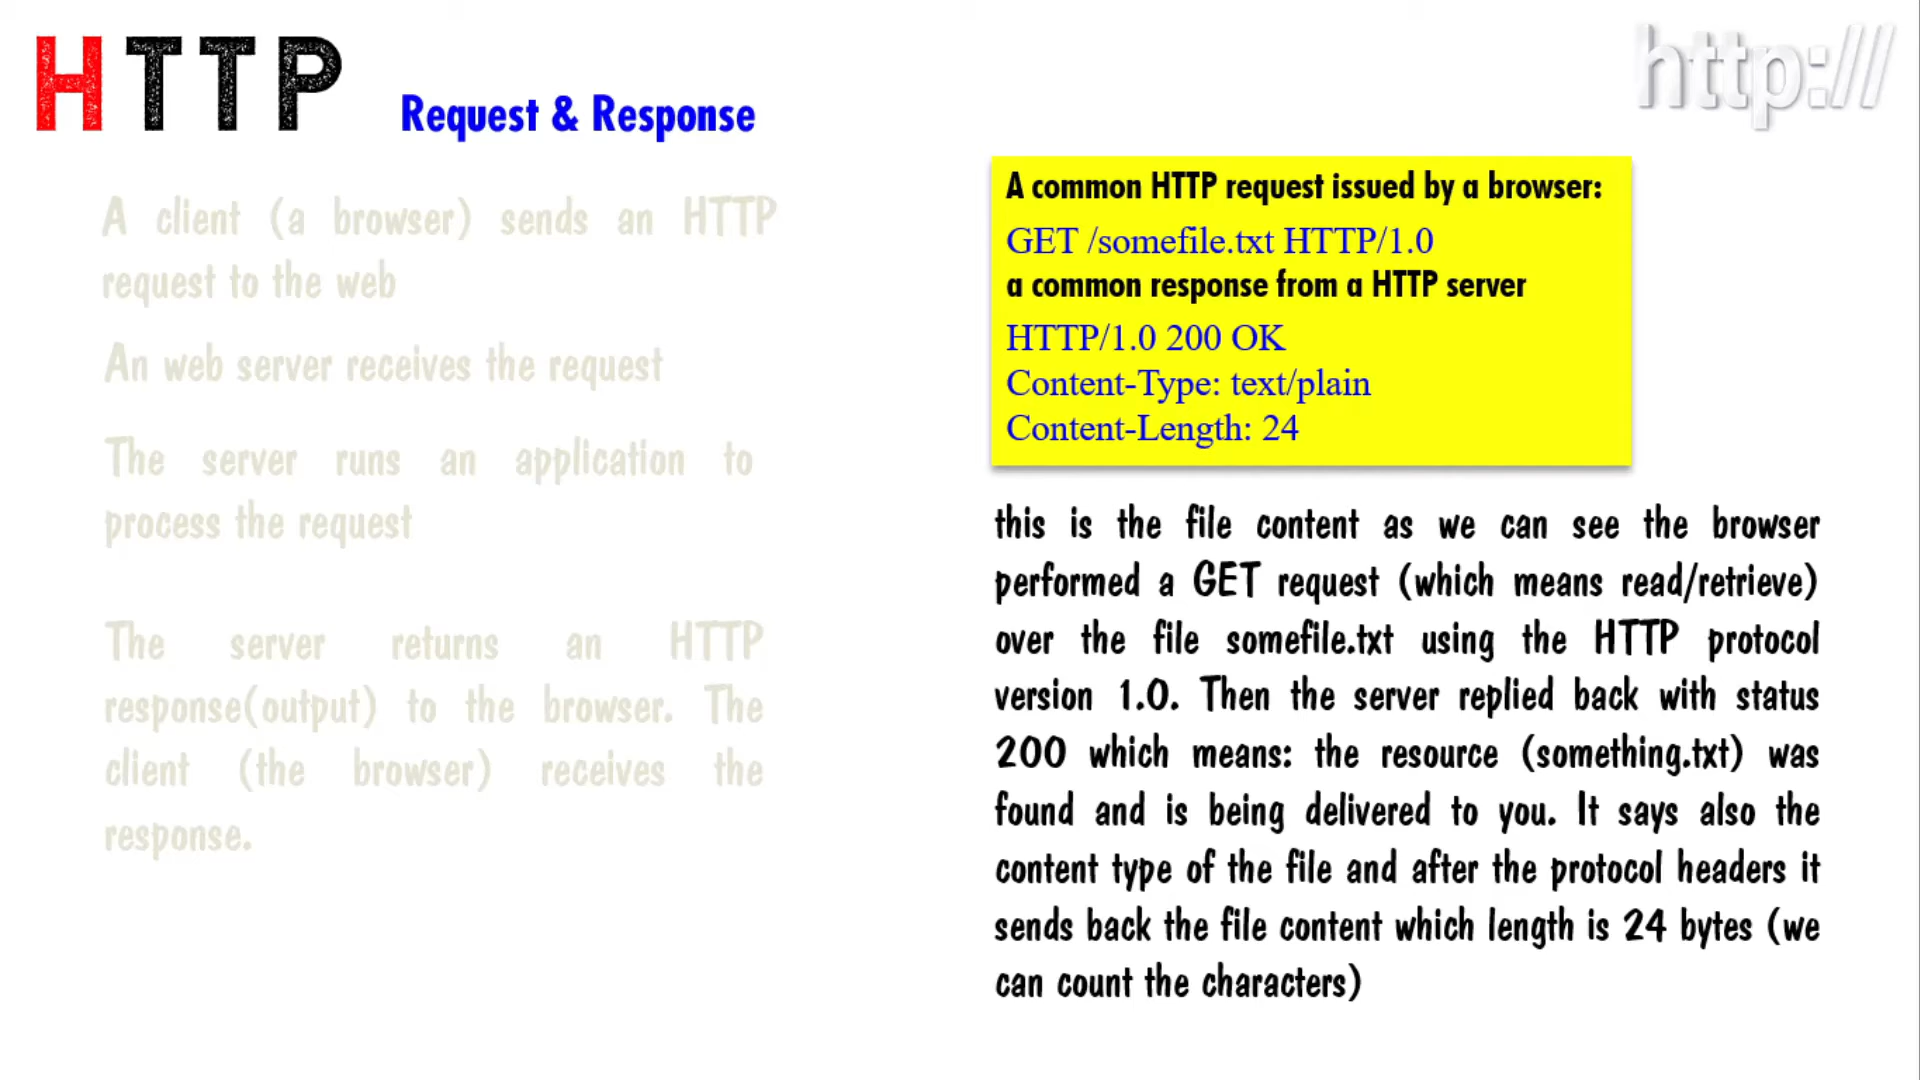 HTTP
Request & Response
http://
A client (a browser) sends an HTTP
request to the web
An web server receives the request
The server runs an application to
process the request
The server returns an HTTP
response(output) to the browser. The
client (the browser) receives the
response.
A common HTTP request issued by a browser:
GET /somefile.txt HTTP/1.0
a common response from a HTTP server
HTTP/1.0 200 OK
Content-Type: text/plain
Content-Length: 24
this is the file content as we can see the browser
performed a GET request (which means read/retrieve)
over the file somefile.txt using the HTTP protocol
version 1.0. Then the server replied back with status
200 which means: the resource (something.txt) was
found and is being delivered to you. It says also the
content type of the file and after the protocol headers it
sends back the file content which length is 24 bytes (we
can count the characters)